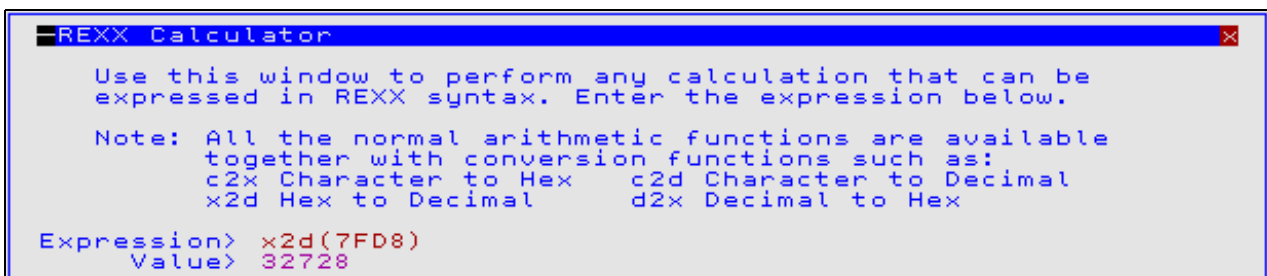 REXX Calculator
Use this window to perform any calculation that can be
expressed in REXX syntax. Enter the expression below.
Note: All the normal arithmetic functions are available
together with conversion functions such as:
c2x Character to Hex c2d Character to Decimal
x2d Hex to Decimal d2x Decimal to Hex
Expression> x2d(7FD8)
Value> 32728